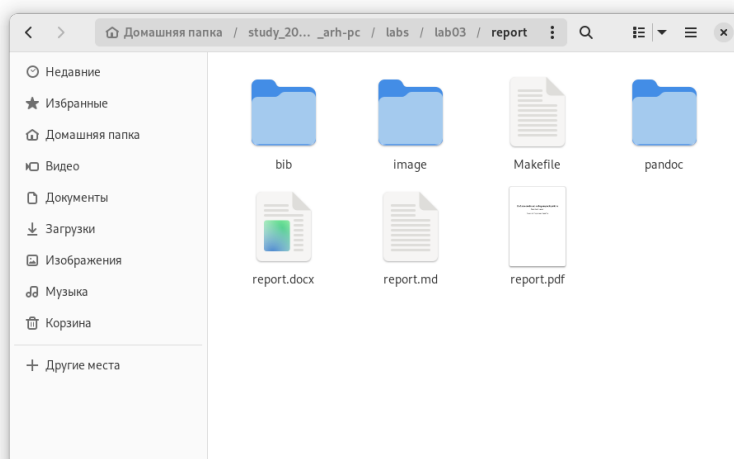 Домашняя папка / study_20... _arh-pc / labs / lab03 / report
Недавние
Избранные
Домашняя папка
Видео
Документы
Загрузки
Изображения
Музыка
Корзина
Другие места
bib image Makefile pandoc
report.docx report.md report.pdf